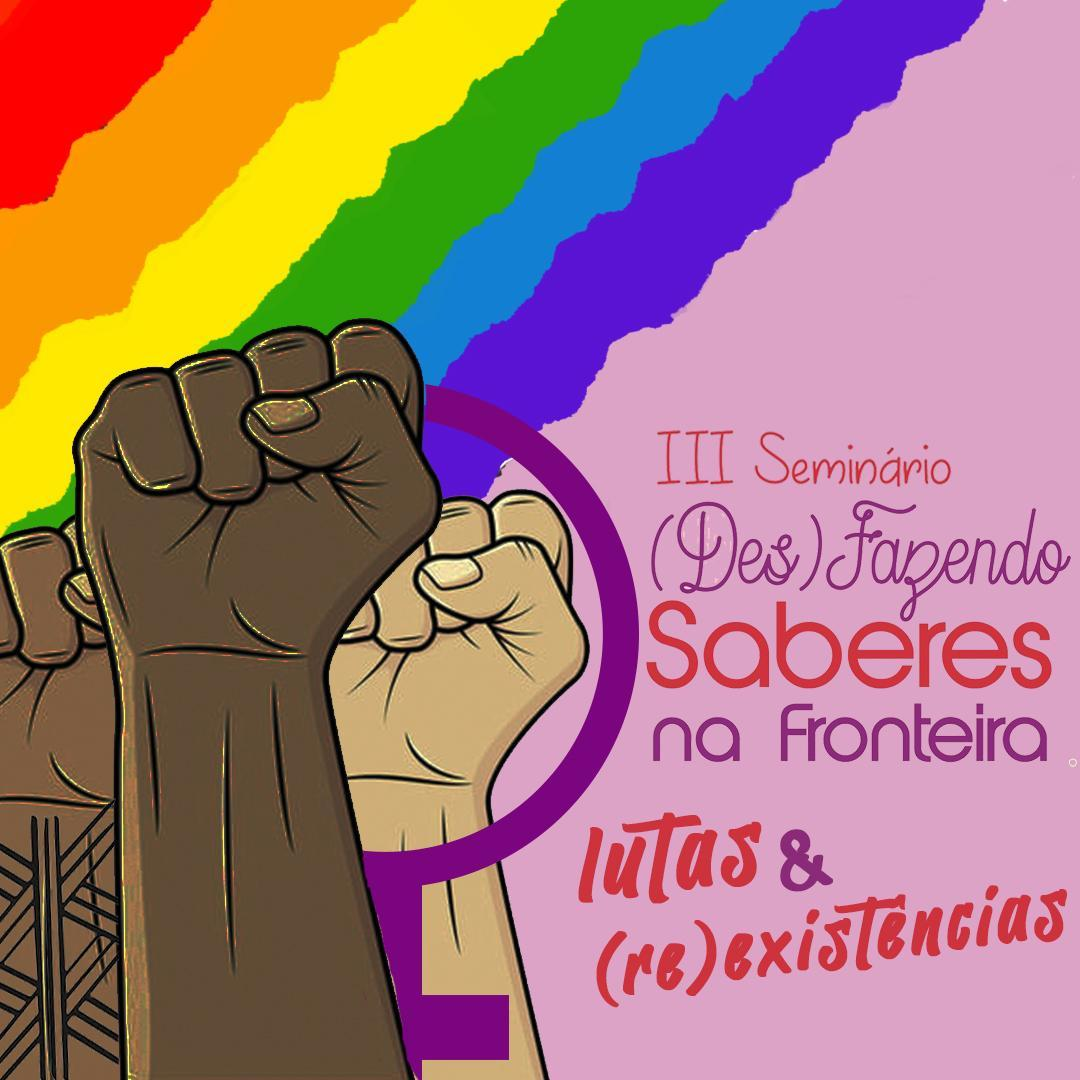 III Seminário
(Des)Fazendo
Saberes
na Fronteira
lutas &
(re)existências